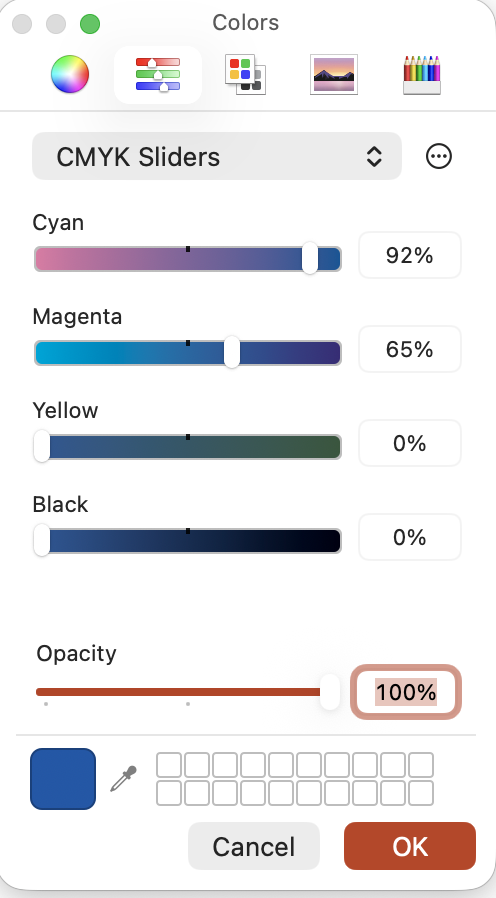 Colors
CMYK Sliders
Cyan
92%
Magenta
65%
Yellow
0%
Black
0%
Opacity
100%
Cancel
OK